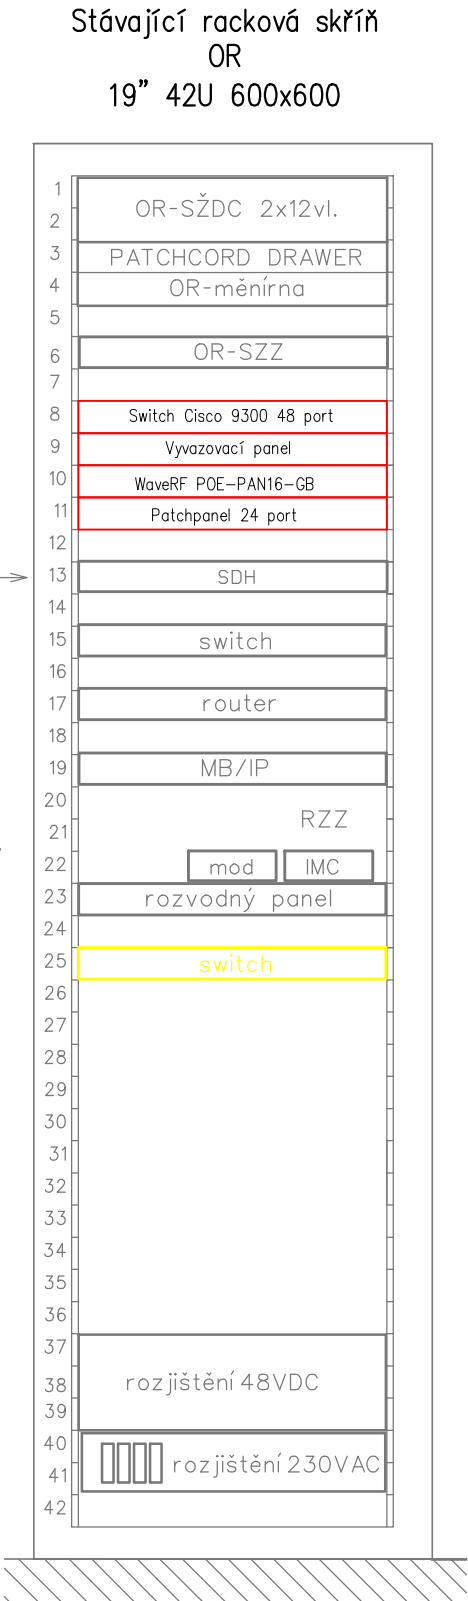 Stávající racková skříň
OR
19” 42U 600x600
1
OR-SŽDC 2x12vl.
2
3 PATCHCORD DRAWER
4 OR-měnírna
5
6 OR-SZZ
7
8 Switch Cisco 9300 48 port
9 Vyvazovací panel
10 WaveRF POE-PAN16-GB
11 Patchpanel 24 port
12
13 SDH
14
15 switch
16
17 router
18
19 MB/IP
20
RZZ
21
22 mod IMC
23 rozvodný panel
24
25 switch
26
27
28
29
30
31
32
33
34
35
36
37
38 rozjištění 48VDC
39
40
41 rozjištění 230VAC
42